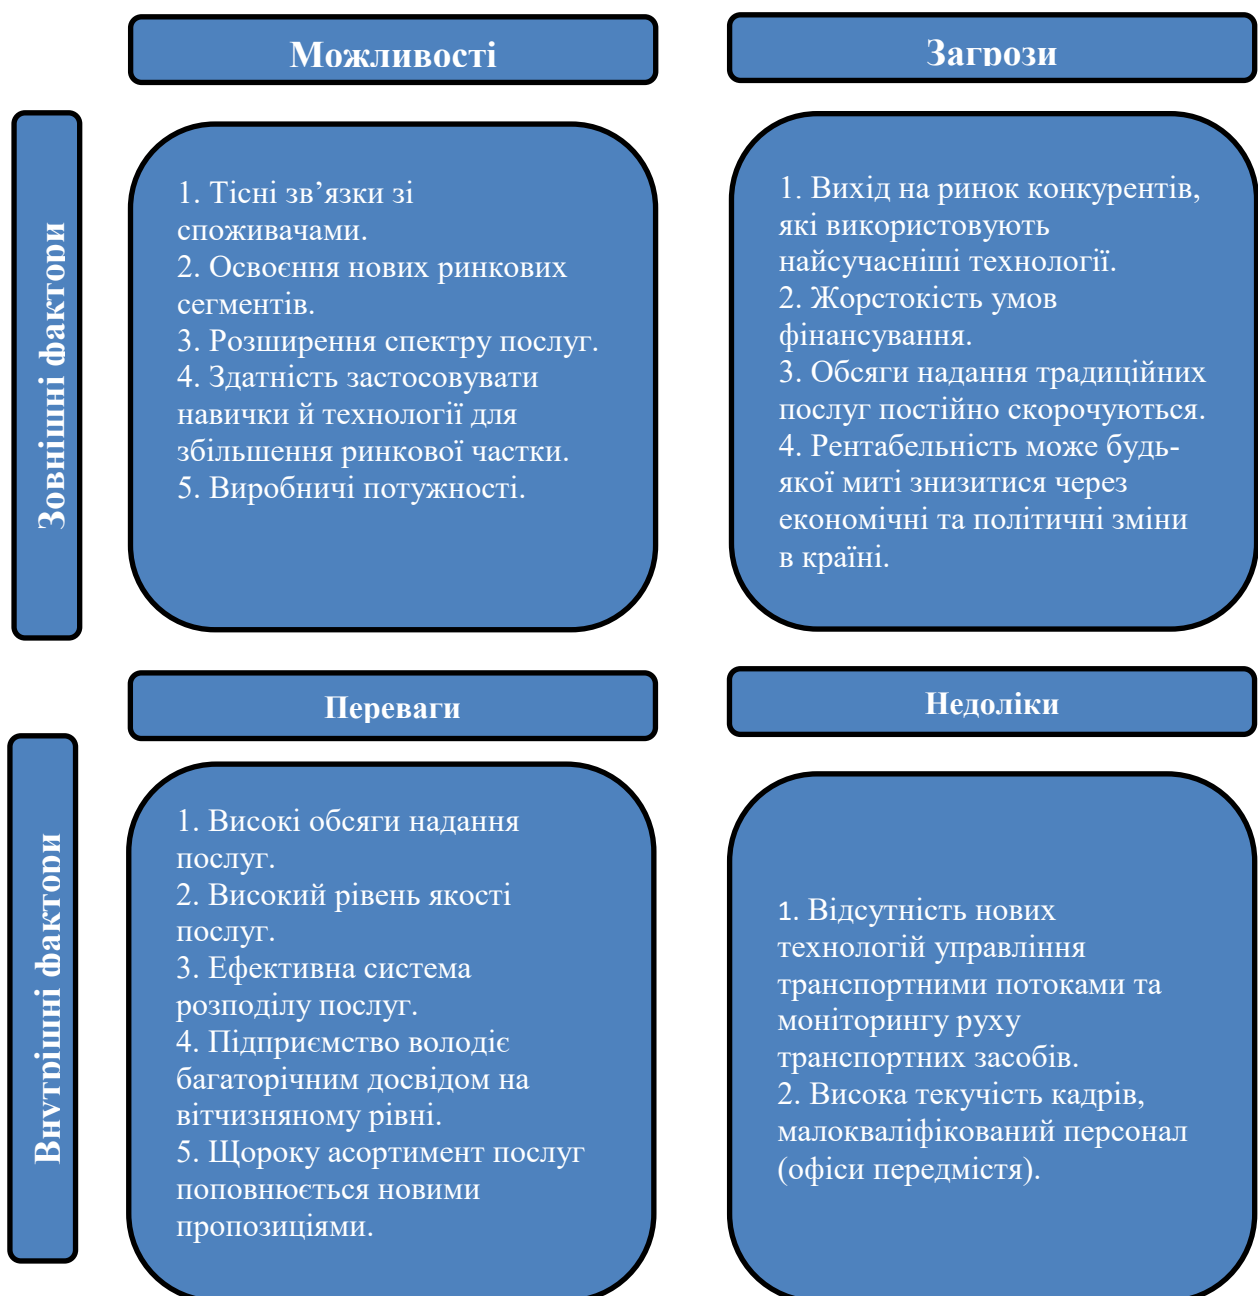 Можливості
Загрози
Зовнішні фактори
1. Тісні зв’язки зі
споживачами.
2. Освоєння нових ринкових
сегментів.
3. Розширення спектру послуг.
4. Здатність застосовувати
навички й технології для
збільшення ринкової частки.
5. Виробничі потужності.
1. Вихід на ринок конкурентів,
які використовують
найсучасніші технології.
2. Жорстокість умов
фінансування.
3. Обсяги надання традиційних
послуг постійно скорочуються.
4. Рентабельність може будь-
якої миті знизитися через
економічні та політичні зміни
в країні.
Переваги
Недоліки
Внутрішні фактори
1. Високі обсяги надання
послуг.
2. Високий рівень якості
послуг.
3. Ефективна система
розподілу послуг.
4. Підприємство володіє
багаторічним досвідом на
вітчизняному рівні.
5. Щороку асортимент послуг
поповнюється новими
пропозиціями.
1. Відсутність нових
технологій управління
транспортними потоками та
моніторингу руху
транспортних засобів.
2. Висока текучість кадрів,
малокваліфікований персонал
(офіси передмістя).